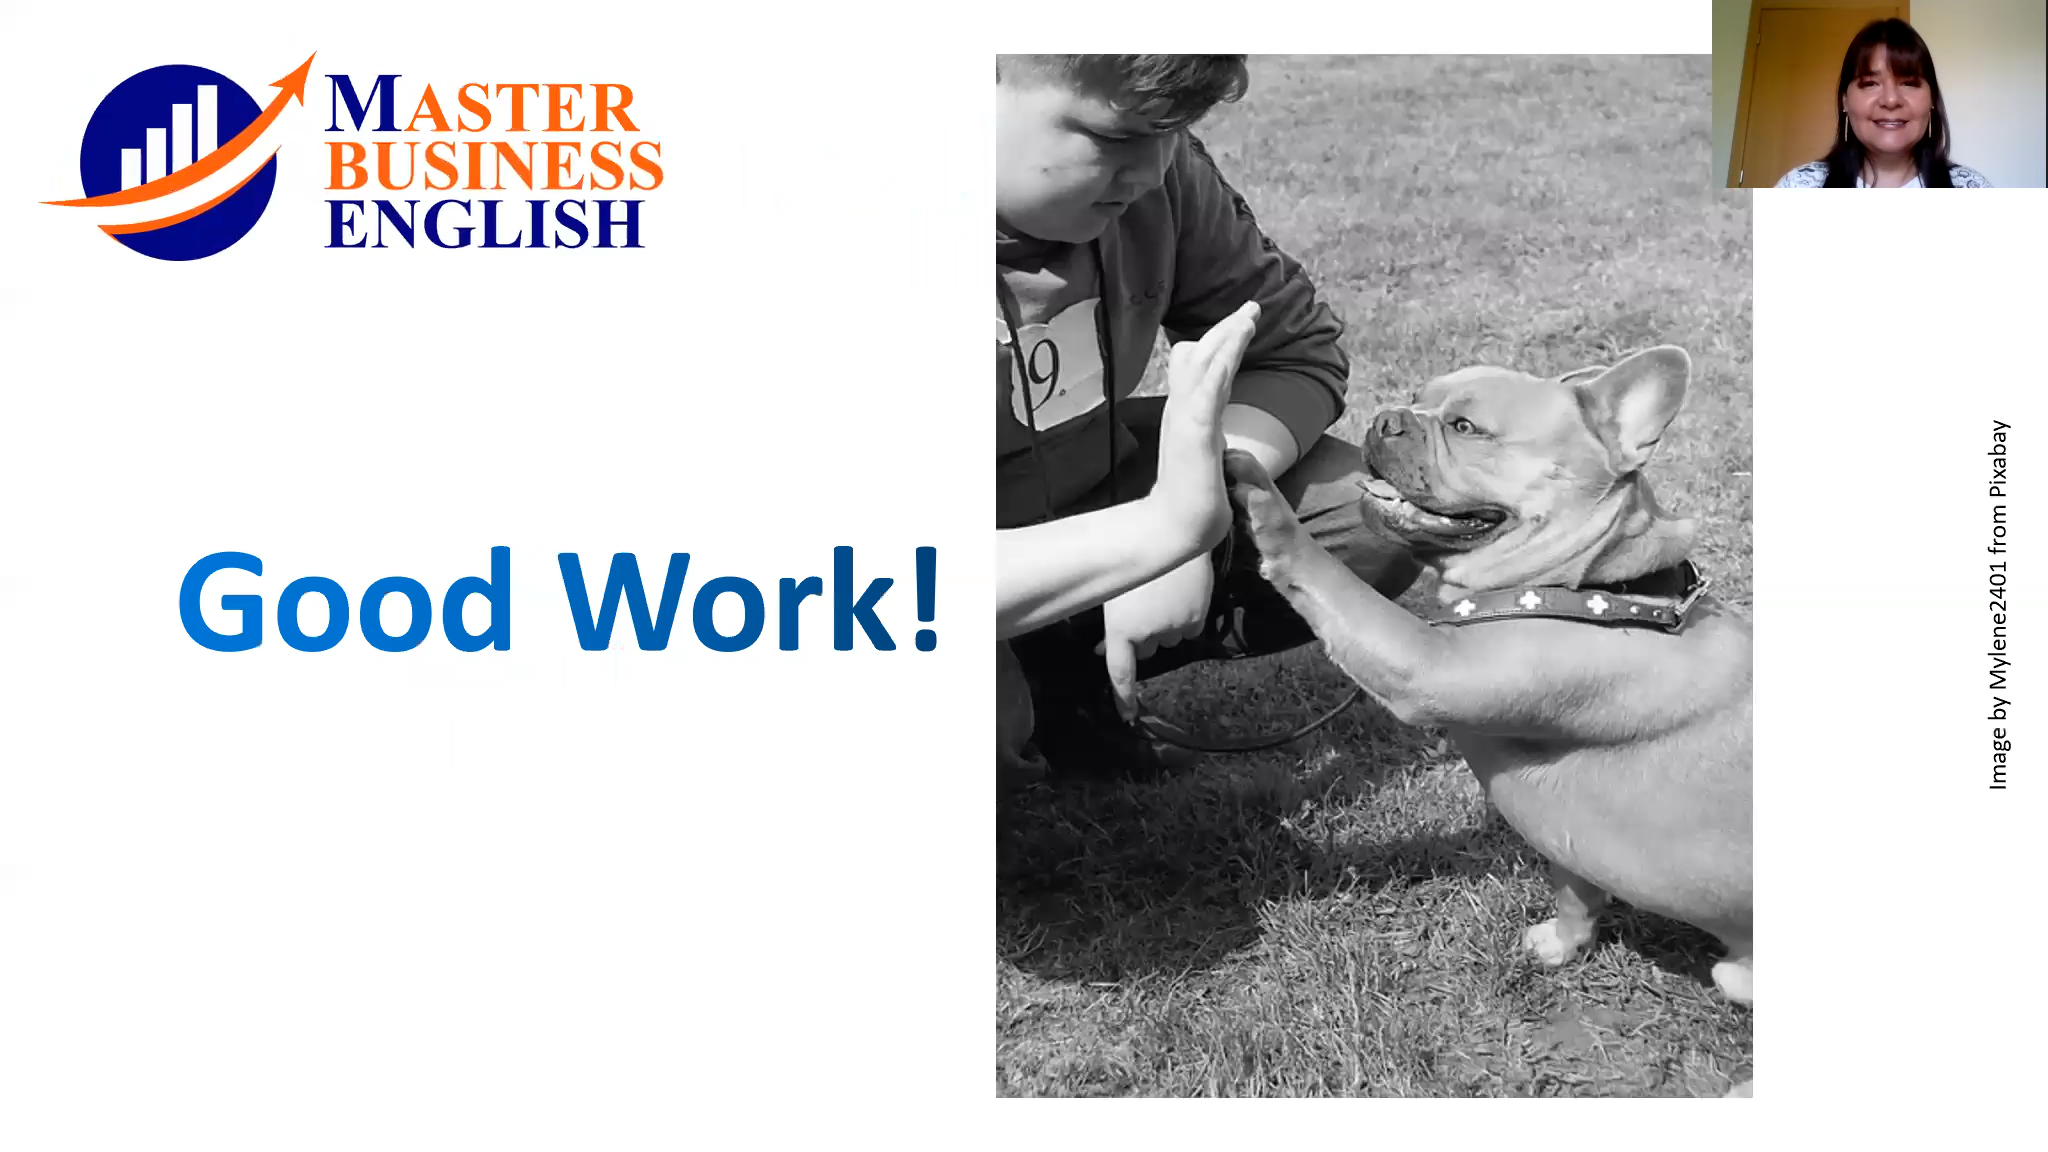 MASTER
BUSINESS
ENGLISH
Good Work!
9.
Image by Mylene2401 from Pixabay